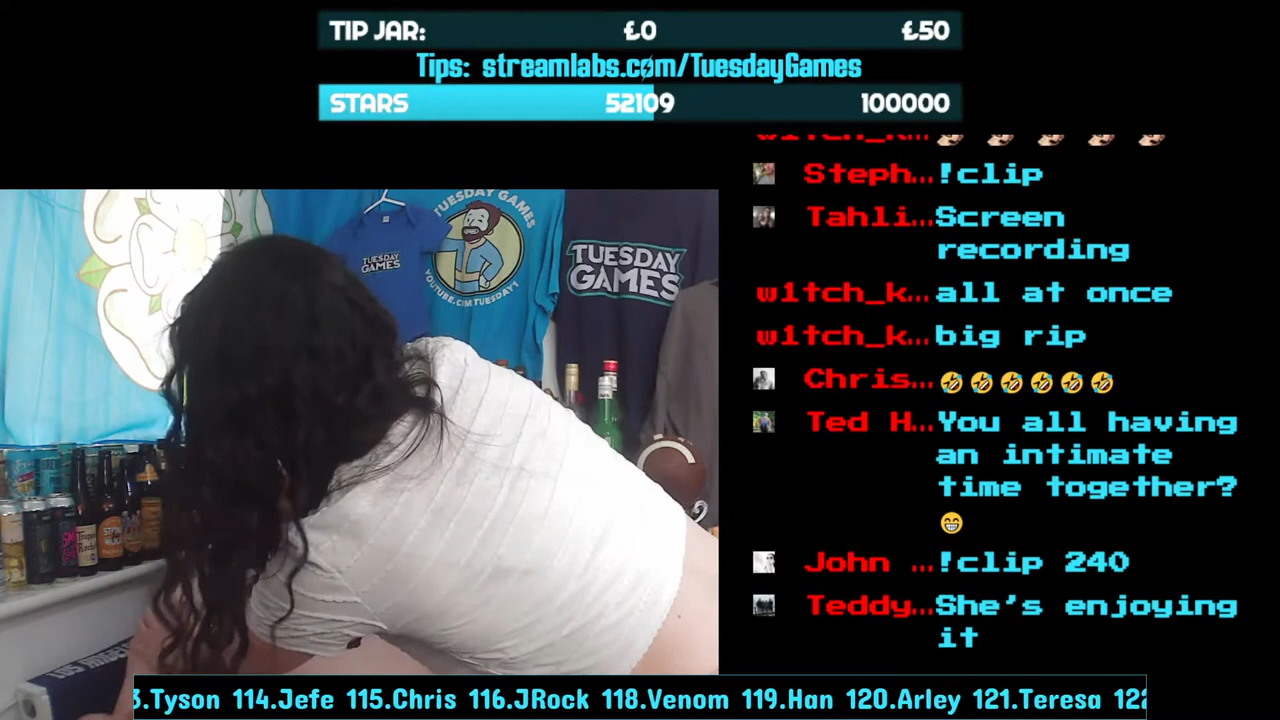 TIP JAR: £0 £50
Tips: streamlabs.com/TuesdayGames
STARS 52109 100000
Steph… !clip
Tahli… Screen
recording
w1tch_k… all at once
w1tch_k… big rip
Chris…
Ted H… You all having
an intimate
time together?
John … !clip 240
Teddy… She's enjoying
it
TUESDAY GAMES
TUESDAY
GAMES
TUESDAY
GAMES
3.Tyson 114.Jefe 115.Chris 116.JRock 118.Venom 119.Han 120.Arley 121.Teresa 122